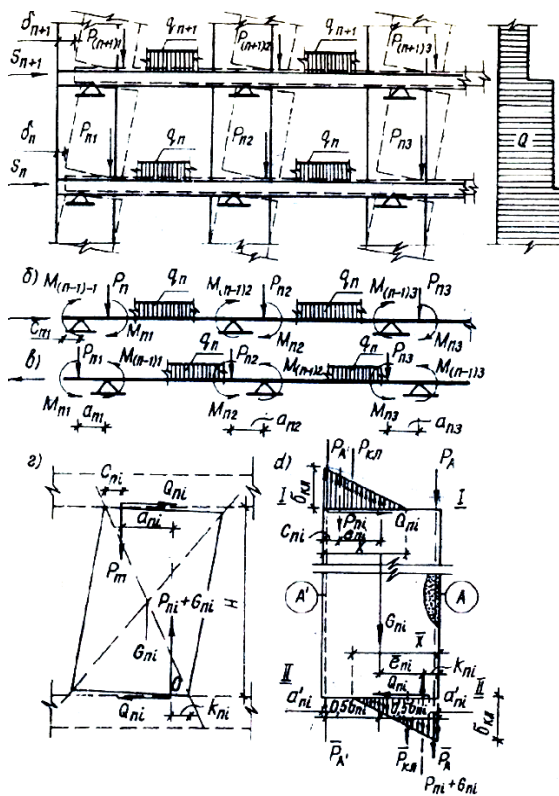 δn+1
P(n+1)1
qn+1
P(n+1)2
qn+1
P(n+1)3
Sn+1
δn
Pn1
qn
Pn2
qn
Pn3
Sn
Q
б)
M(n-1)-1
Pn
qn
M(n-1)2
Pn2
qn
M(n-1)3
Pn3
Cn1
Mn1
Mn2
Mn3
в)
Pn1
M(n-1)1
qn
Pn2
M(n-1)2
qn
Pn3
M(n-1)3
Mn1
an1
Mn2
an2
Mn3
an3
г)
Cni
Qni
ani
Pm
Pni+Gni
H
Gni
O
Qni
kni
д)
PA'
Pкл
PA
бкл
I
I
Cni
Pni
Qni
ani
A'
A
Gni
X̄
ēni
kni
II
a'ni
Qni
a'ni
II
0,5бni
0,5бni
бкл
P̄A'
P̄кл
P̄A
Pni+Gni